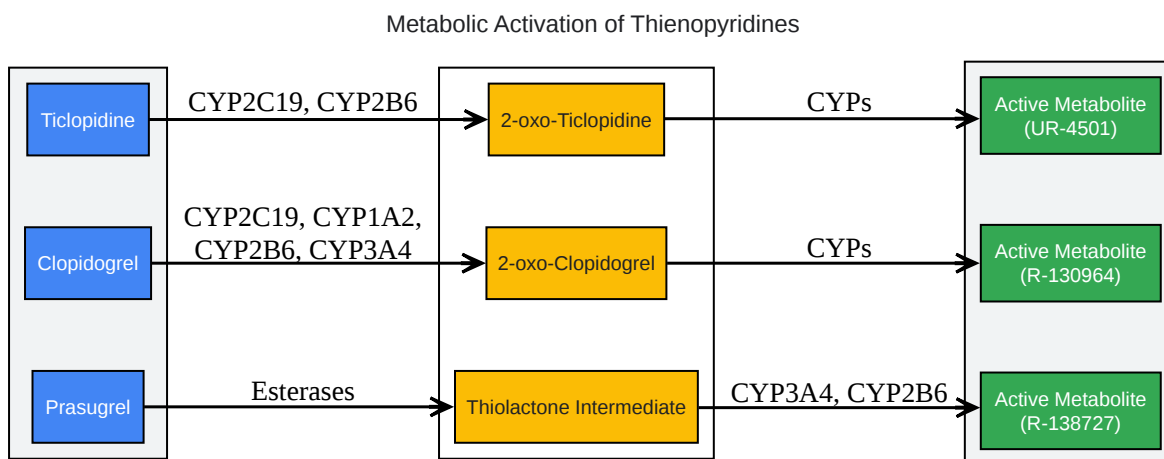 Metabolic Activation of Thienopyridines
Ticlopidine
CYP2C19, CYP2B6
2-oxo-Ticlopidine
CYPs
Active Metabolite
(UR-4501)
Clopidogrel
CYP2C19, CYP1A2,
CYP2B6, CYP3A4
2-oxo-Clopidogrel
CYPs
Active Metabolite
(R-130964)
Prasugrel
Esterases
Thiolactone Intermediate
CYP3A4, CYP2B6
Active Metabolite
(R-138727)